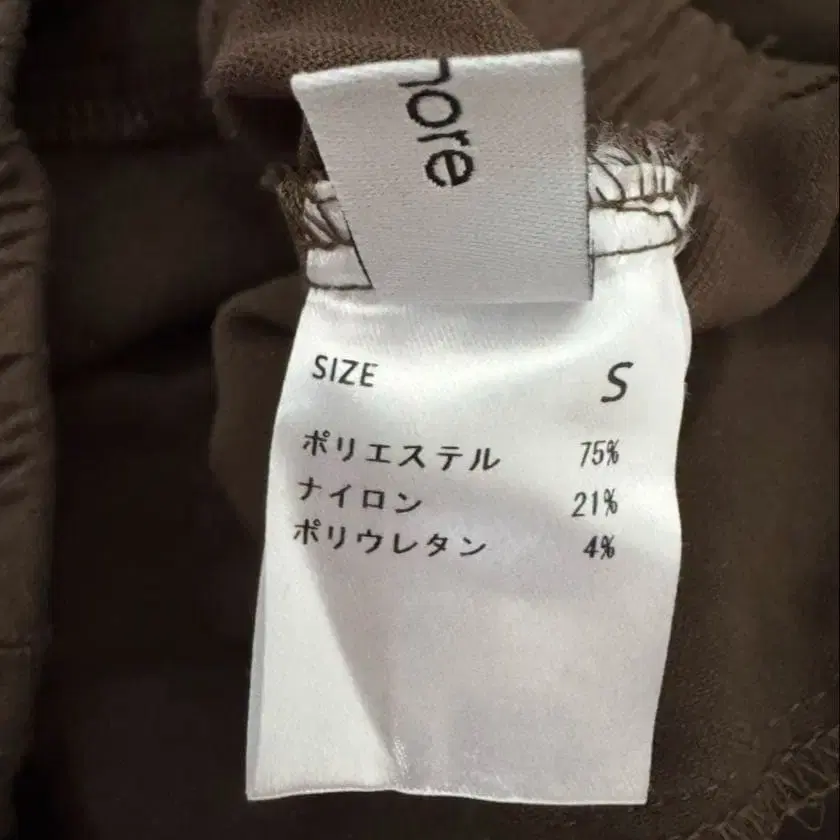 more
SIZE S
ポリエステル 75%
ナイロン 21%
ポリウレタン 4%